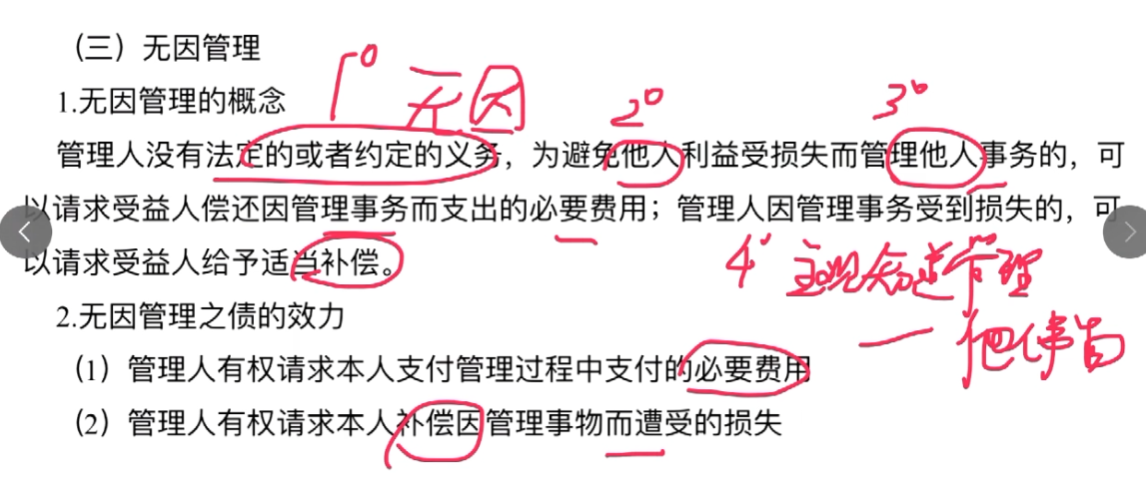 （三）无因管理
1.无因管理的概念
1° 无因
2°
3°
管理人没有法定的或者约定的义务，为避免他人利益受损失而管理他人事务的，可
以请求受益人偿还因管理事务而支出的必要费用；管理人因管理事务受到损失的，可
以请求受益人给予适当补偿。
4° 主观知道管理
2.无因管理之债的效力
一 他
（1）管理人有权请求本人支付管理过程中支付的必要费用
（2）管理人有权请求本人补偿因管理事物而遭受的损失